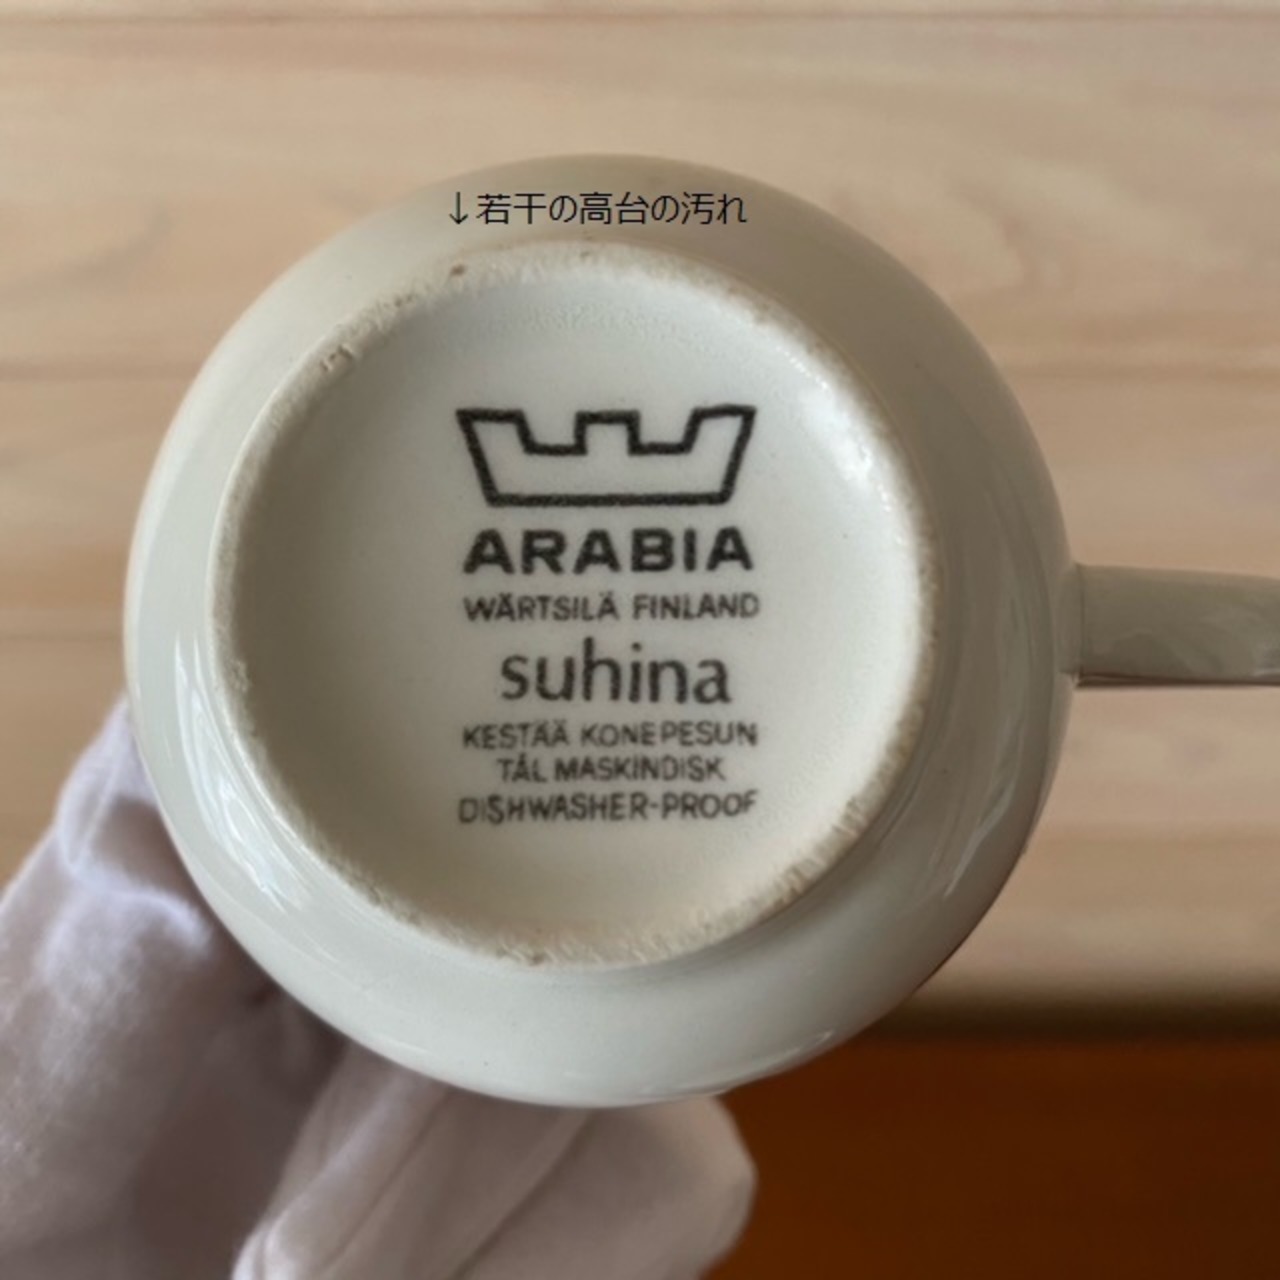 ↓若干の高台の汚れ
ARABIA
WÄRTSILÄ FINLAND
suhina
KESTÄÄ KONEPESUN
TÅL MASKINDISK
DISHWASHER-PROOF